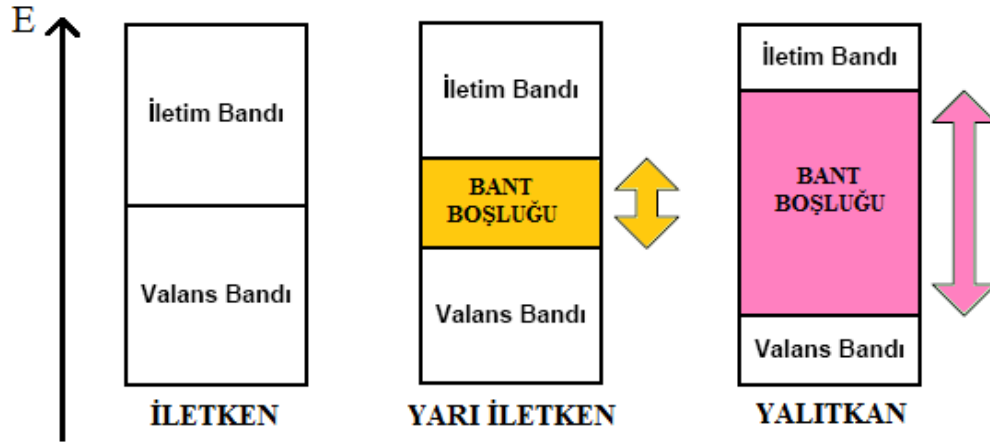 E
İletim Bandı
Valans Bandı
İLETKEN
İletim Bandı
BANT
BOŞLUĞU
Valans Bandı
YARI İLETKEN
İletim Bandı
BANT
BOŞLUĞU
Valans Bandı
YALITKAN